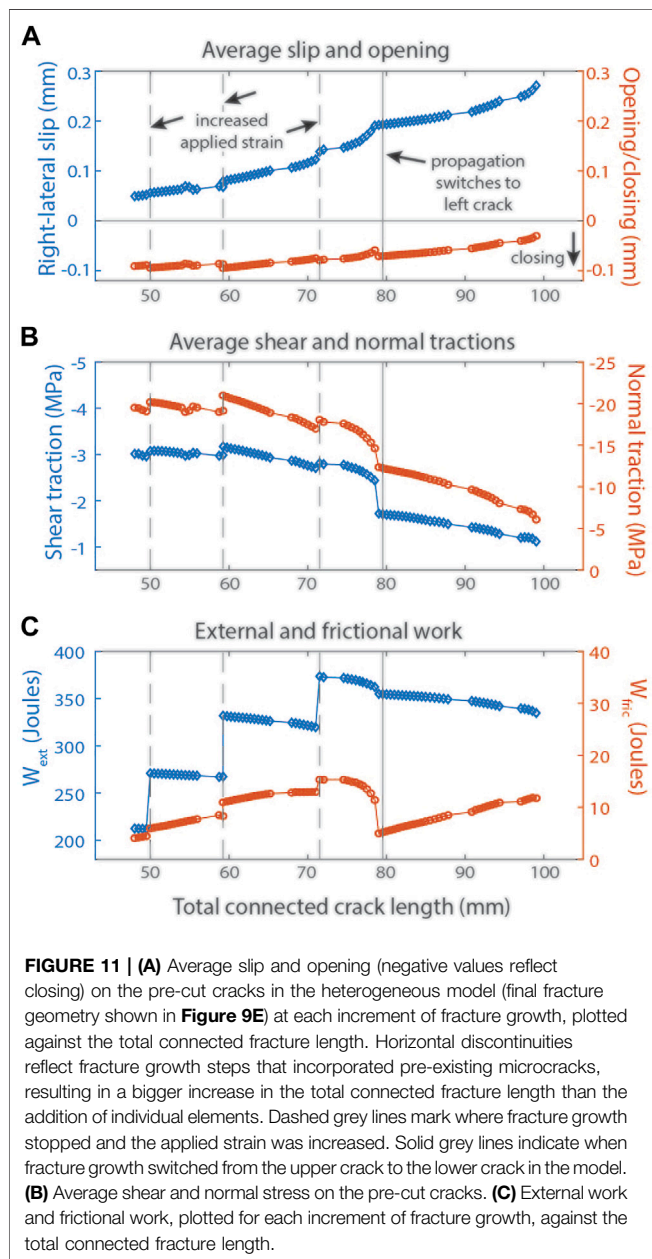 A
Average slip and opening
0.3
0.2
0.1
0
-0.1
Right-lateral slip (mm)
0.3
0.2
0.1
0
-0.1
Opening/closing (mm)
increased
applied strain
propagation
switches to
left crack
closing
50 60 70 80 90 100
B
Average shear and normal tractions
-5
-4
-3
-2
-1
Shear traction (MPa)
-25
-20
-15
-10
-5
0
Normal traction (MPa)
50 60 70 80 90 100
C
External and frictional work
400
350
300
250
200
W_ext (Joules)
40
30
20
10
0
W_fric (Joules)
50 60 70 80 90 100
Total connected crack length (mm)
FIGURE 11 | (A) Average slip and opening (negative values reflect
closing) on the pre-cut cracks in the heterogeneous model (final fracture
geometry shown in Figure 9E) at each increment of fracture growth, plotted
against the total connected fracture length. Horizontal discontinuities
reflect fracture growth steps that incorporated pre-existing microcracks,
resulting in a bigger increase in the total connected fracture length than the
addition of individual elements. Dashed grey lines mark where fracture growth
stopped and the applied strain was increased. Solid grey lines indicate when
fracture growth switched from the upper crack to the lower crack in the model.
(B) Average shear and normal stress on the pre-cut cracks. (C) External work
and frictional work, plotted for each increment of fracture growth, against the
total connected fracture length.